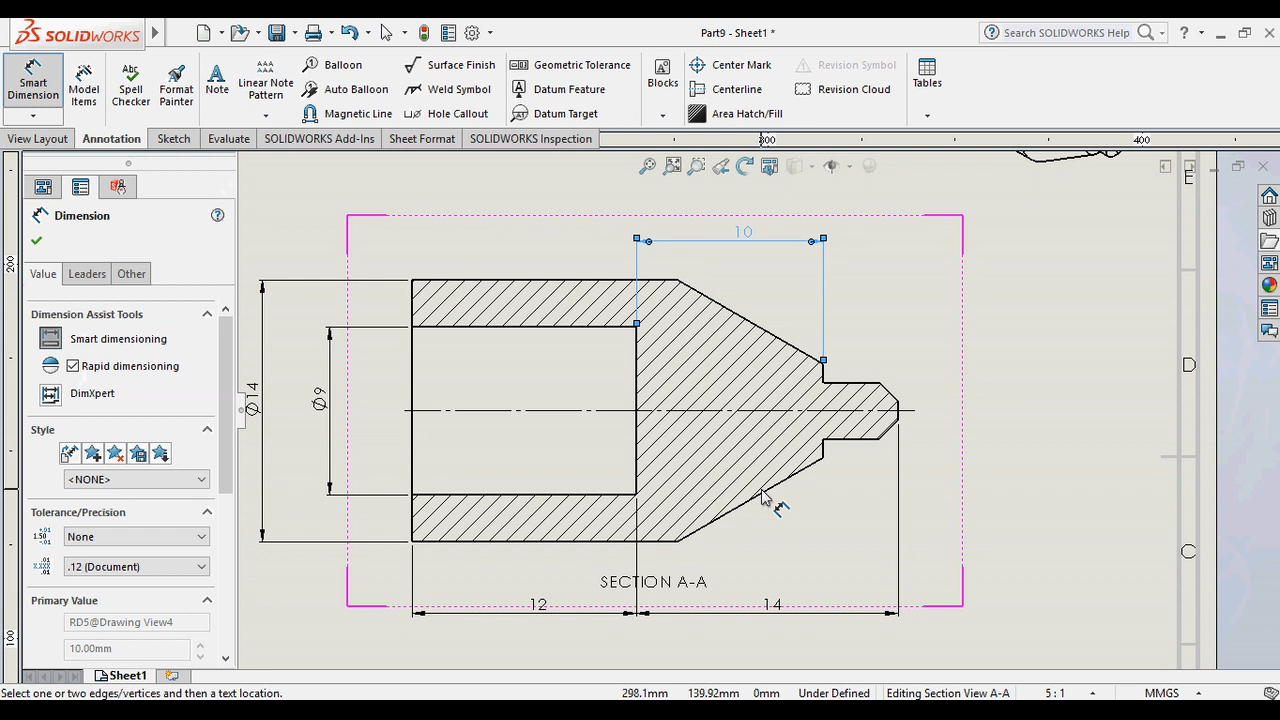 SOLIDWORKS
Part9 - Sheet1 *
Search SOLIDWORKS Help
?
Smart Dimension
Model Items
Abc
Spell Checker
Format Painter
A
Note
AAA
AAA
Linear Note Pattern
Balloon
Auto Balloon
Magnetic Line
Surface Finish
Weld Symbol
Hole Callout
Geometric Tolerance
Datum Feature
Datum Target
Blocks
Center Mark
Centerline
Area Hatch/Fill
Revision Symbol
Revision Cloud
Tables
View Layout
Annotation
Sketch
Evaluate
SOLIDWORKS Add-Ins
Sheet Format
SOLIDWORKS Inspection
300
400
200
100
Dimension
?
Value
Leaders
Other
Dimension Assist Tools
Smart dimensioning
Rapid dimensioning
DimXpert
Style
<NONE>
Tolerance/Precision
None
.12 (Document)
Primary Value
RD5@Drawing View4
10.00mm
10
Ø14
Ø9
12
14
SECTION A-A
E
D
C
Sheet1
Select one or two edges/vertices and then a text location.
298.1mm
139.92mm
0mm
Under Defined
Editing Section View A-A
5 : 1
MMGS